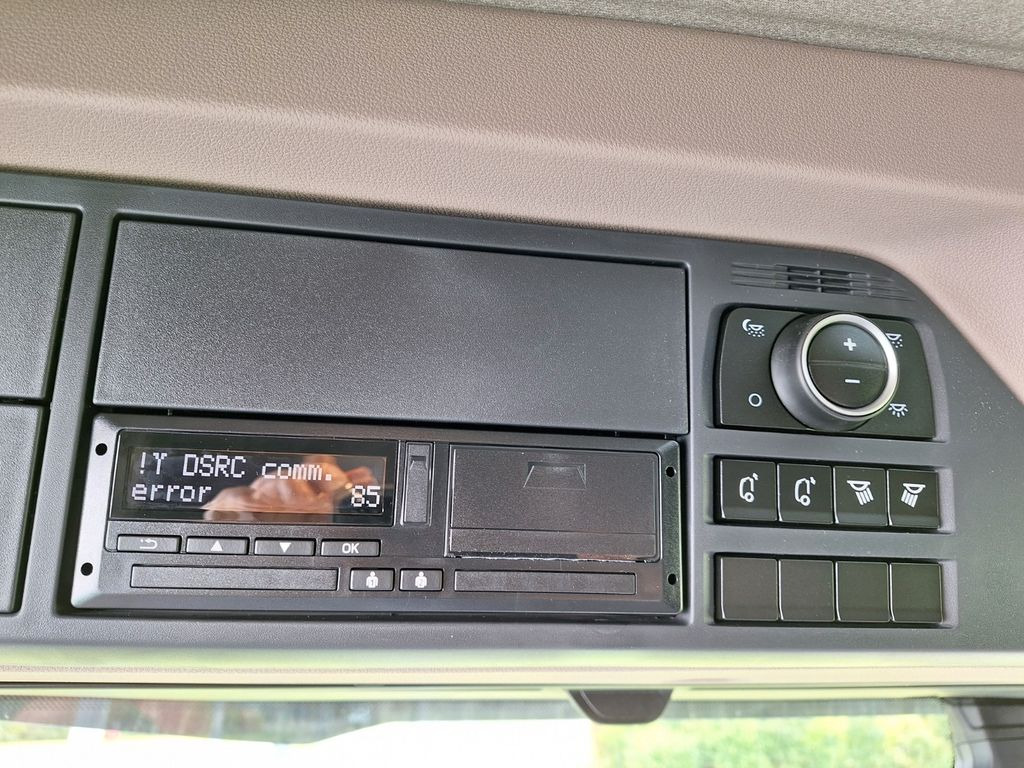 !T DSRC comm.
error 85
OK
+
−